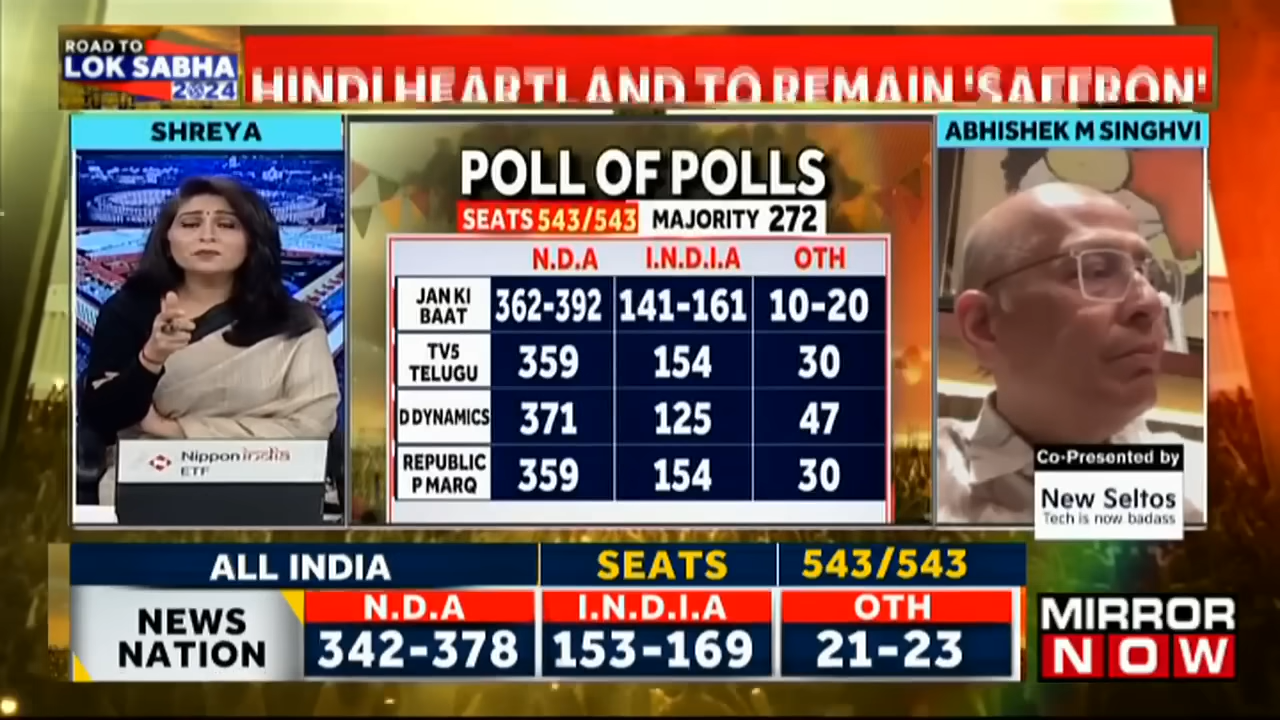 ROAD TO
LOK SABHA
2024
HINDI HEARTLAND TO REMAIN 'SAFFRON'
SHREYA
ABHISHEK M SINGHVI
POLL OF POLLS
SEATS 543/543 MAJORITY 272
N.D.A I.N.D.I.A OTH
JAN KI
BAAT
362-392 141-161 10-20
TV5
TELUGU
359 154 30
D DYNAMICS 371 125 47
REPUBLIC
P MARQ
359 154 30
Nippon india
ETF
Co-Presented by
New Seltos
Tech is now badass
ALL INDIA SEATS 543/543
NEWS
NATION
N.D.A I.N.D.I.A OTH
342-378 153-169 21-23
MIRROR
NOW